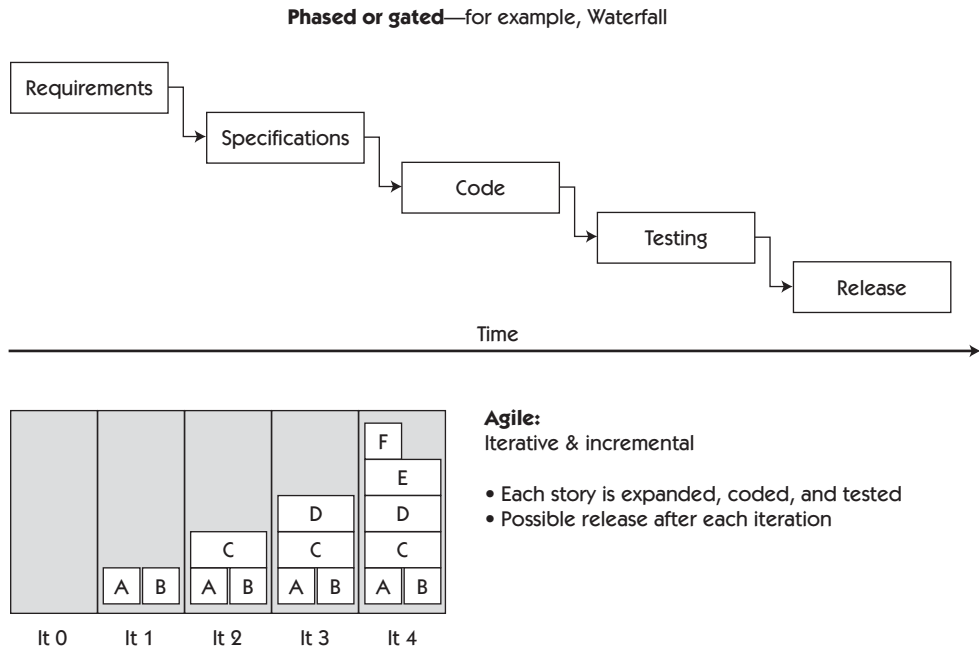 Phased or gated—for example, Waterfall
Requirements
Specifications
Code
Testing
Release
Time
Agile:
Iterative & incremental
• Each story is expanded, coded, and tested
• Possible release after each iteration
F
E
D
D
C
C
C
A B
A B
A B
A B
It 0
It 1
It 2
It 3
It 4